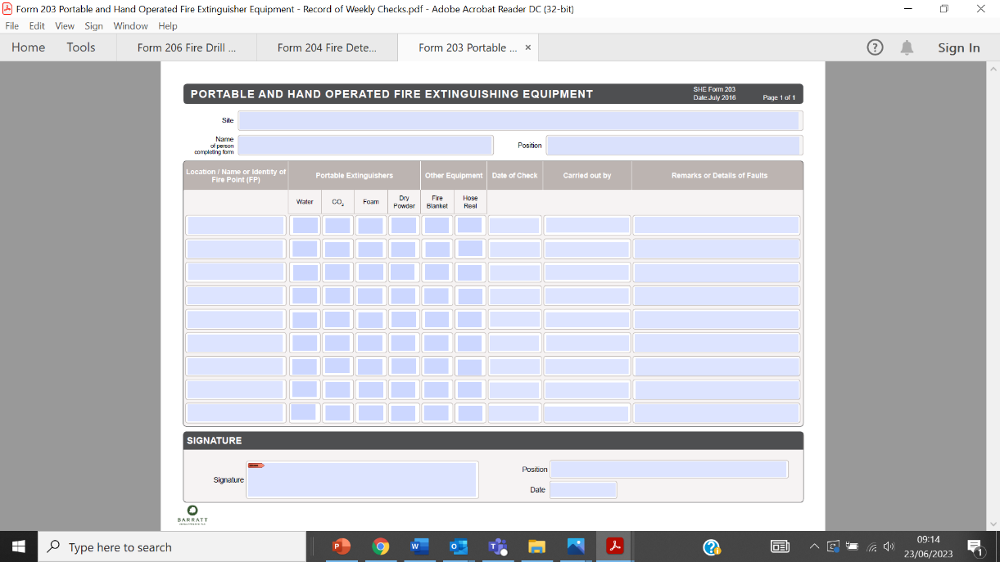 Form 203 Portable and Hand Operated Fire Extinguisher Equipment - Record of Weekly Checks.pdf - Adobe Acrobat Reader DC (32-bit)
File Edit View Sign Window Help
Home Tools Form 206 Fire Drill ... Form 204 Fire Dete... Form 203 Portable ... × Sign In
PORTABLE AND HAND OPERATED FIRE EXTINGUISHING EQUIPMENT
SHE Form 203
Date:July 2016 Page 1 of 1
Site
Name
of person
completing form
Position
Location / Name or Identity of
Fire Point (FP)
Portable Extinguishers Other Equipment Date of Check Carried out by Remarks or Details of Faults
Water CO₂ Foam Dry
Powder Fire
Blanket Hose
Reel
SIGNATURE
Signature
Position
Date
BARRATT
Type here to search
09:14
23/06/2023
1